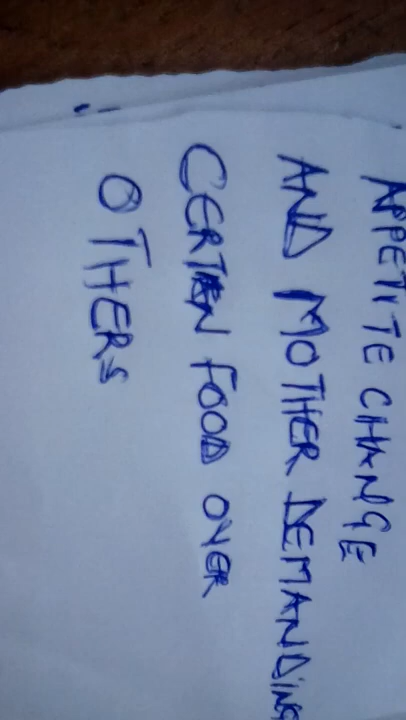 APPETITE CHANGE
AND MOTHER DEMANDING
CERTAIN FOOD OVER
OTHERS